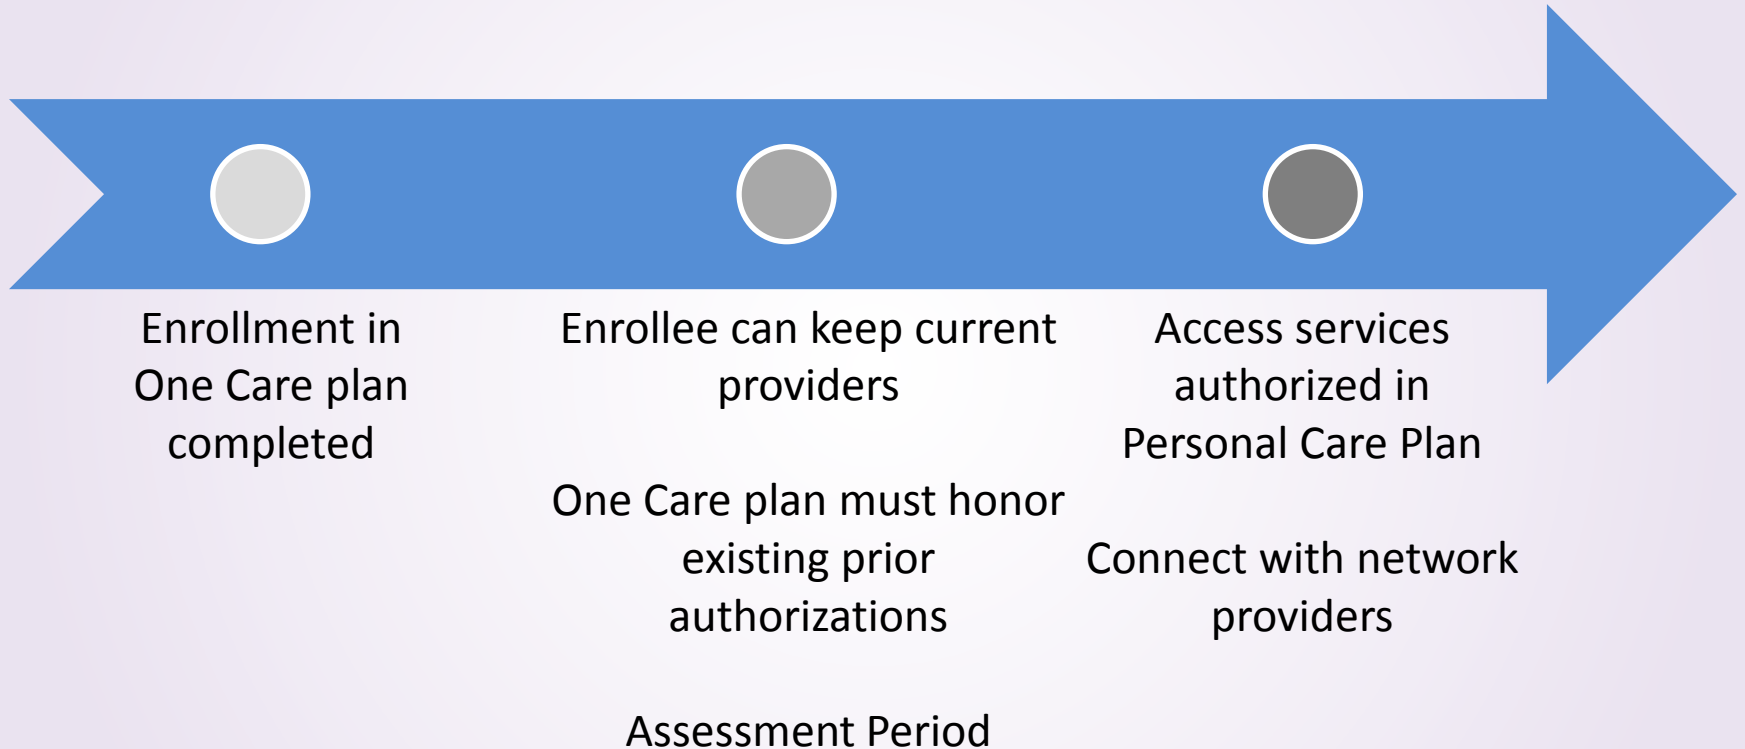 Enrollment in
One Care plan
completed
Enrollee can keep current
providers
One Care plan must honor
existing prior
authorizations
Assessment Period
Access services
authorized in
Personal Care Plan
Connect with network
providers